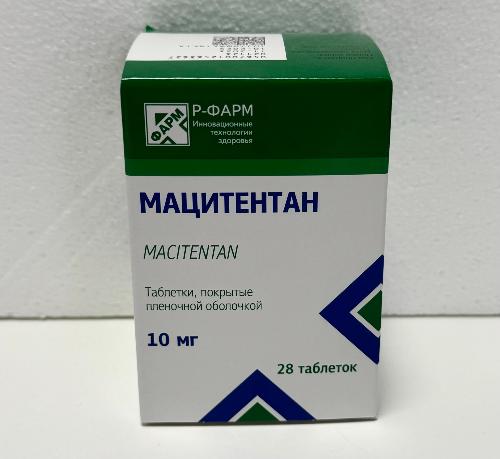 Р-ФАРМ
Инновационные
технологии
здоровья
ФАРМ
МАЦИТЕНТАН
MACITENTAN
Таблетки, покрытые
пленочной оболочкой
10 мг
28 таблеток